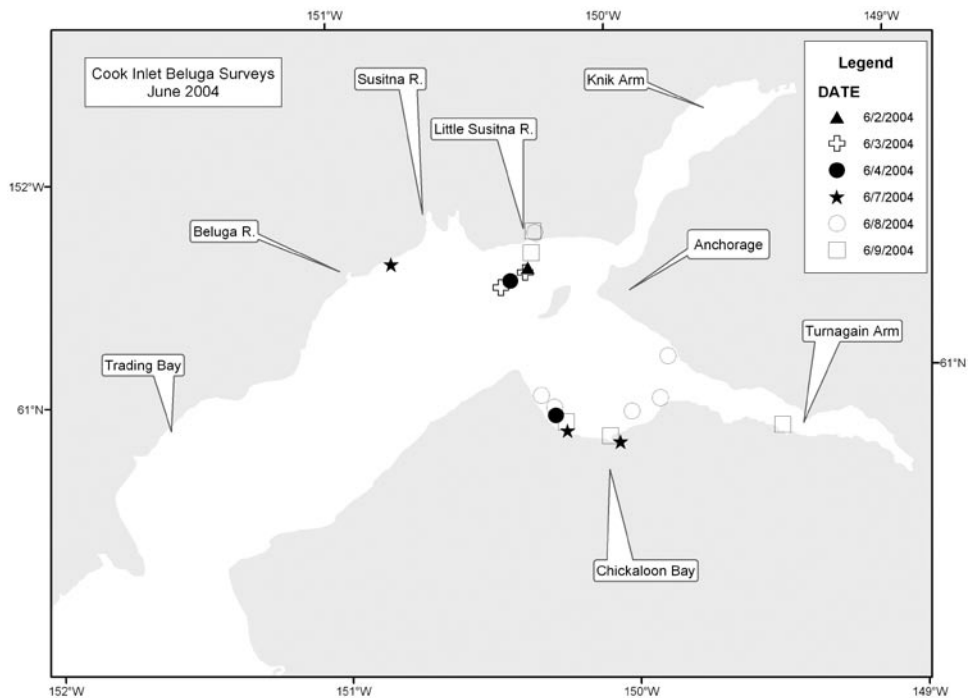 151°W
150°W
149°W
Cook Inlet Beluga Surveys
June 2004
Susitna R.
Knik Arm
Legend
DATE
6/2/2004
6/3/2004
6/4/2004
6/7/2004
6/8/2004
6/9/2004
Little Susitna R.
152°W
Beluga R.
Anchorage
Turnagain Arm
Trading Bay
61°N
61°N
Chickaloon Bay
152°W
151°W
150°W
149°W